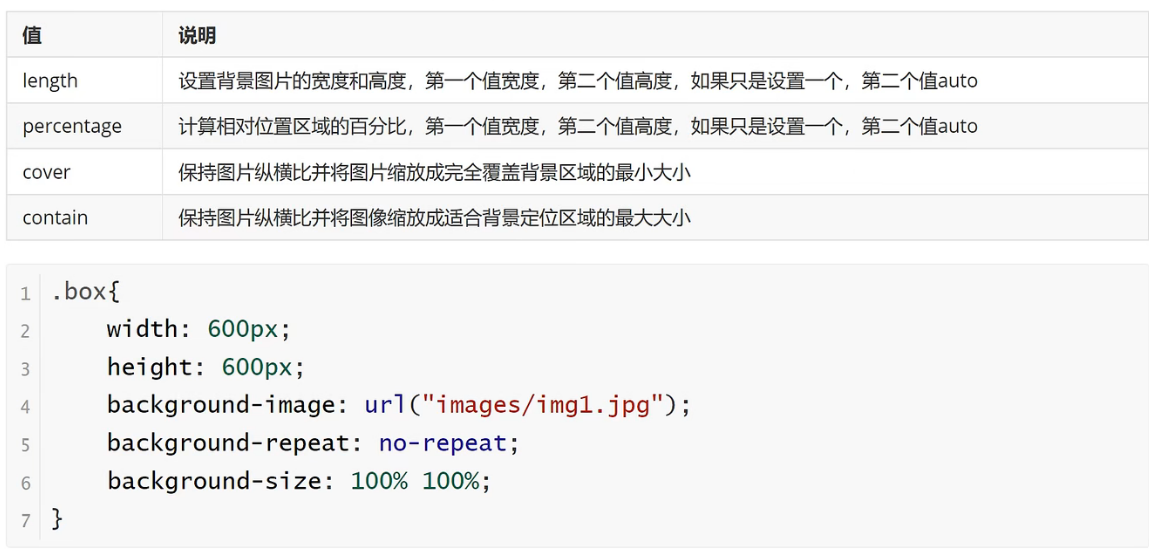 值 说明
length 设置背景图片的宽度和高度，第一个值宽度，第二个值高度，如果只是设置一个，第二个值auto
percentage 计算相对位置区域的百分比，第一个值宽度，第二个值高度，如果只是设置一个，第二个值auto
cover 保持图片纵横比并将图片缩放成完全覆盖背景区域的最小大小
contain 保持图片纵横比并将图像缩放成适合背景定位区域的最大大小
1 .box{
2 width: 600px;
3 height: 600px;
4 background-image: url("images/img1.jpg");
5 background-repeat: no-repeat;
6 background-size: 100% 100%;
7 }